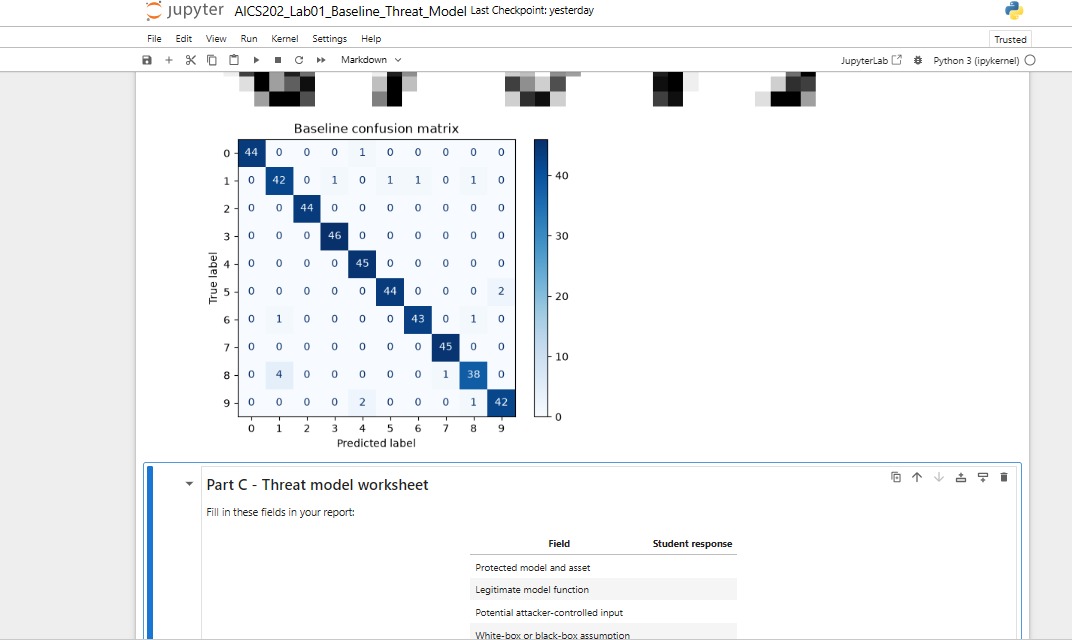 jupyter AICS202_Lab01_Baseline_Threat_Model Last Checkpoint: yesterday
File Edit View Run Kernel Settings Help Trusted
Markdown JupyterLab Python 3 (ipykernel)
Baseline confusion matrix
0 44 0 0 0 1 0 0 0 0 0
1 0 42 0 1 0 1 1 0 1 0 40
2 0 0 44 0 0 0 0 0 0 0
3 0 0 0 46 0 0 0 0 0 0 30
4 0 0 0 0 45 0 0 0 0 0
5 0 0 0 0 0 44 0 0 0 2 20
6 0 1 0 0 0 0 43 0 1 0
7 0 0 0 0 0 0 0 45 0 0 10
8 0 4 0 0 0 0 0 1 38 0
9 0 0 0 0 2 0 0 0 1 42 0
True label
0 1 2 3 4 5 6 7 8 9
Predicted label
Part C - Threat model worksheet
Fill in these fields in your report:
Field Student response
Protected model and asset
Legitimate model function
Potential attacker-controlled input
White-box or black-box assumption